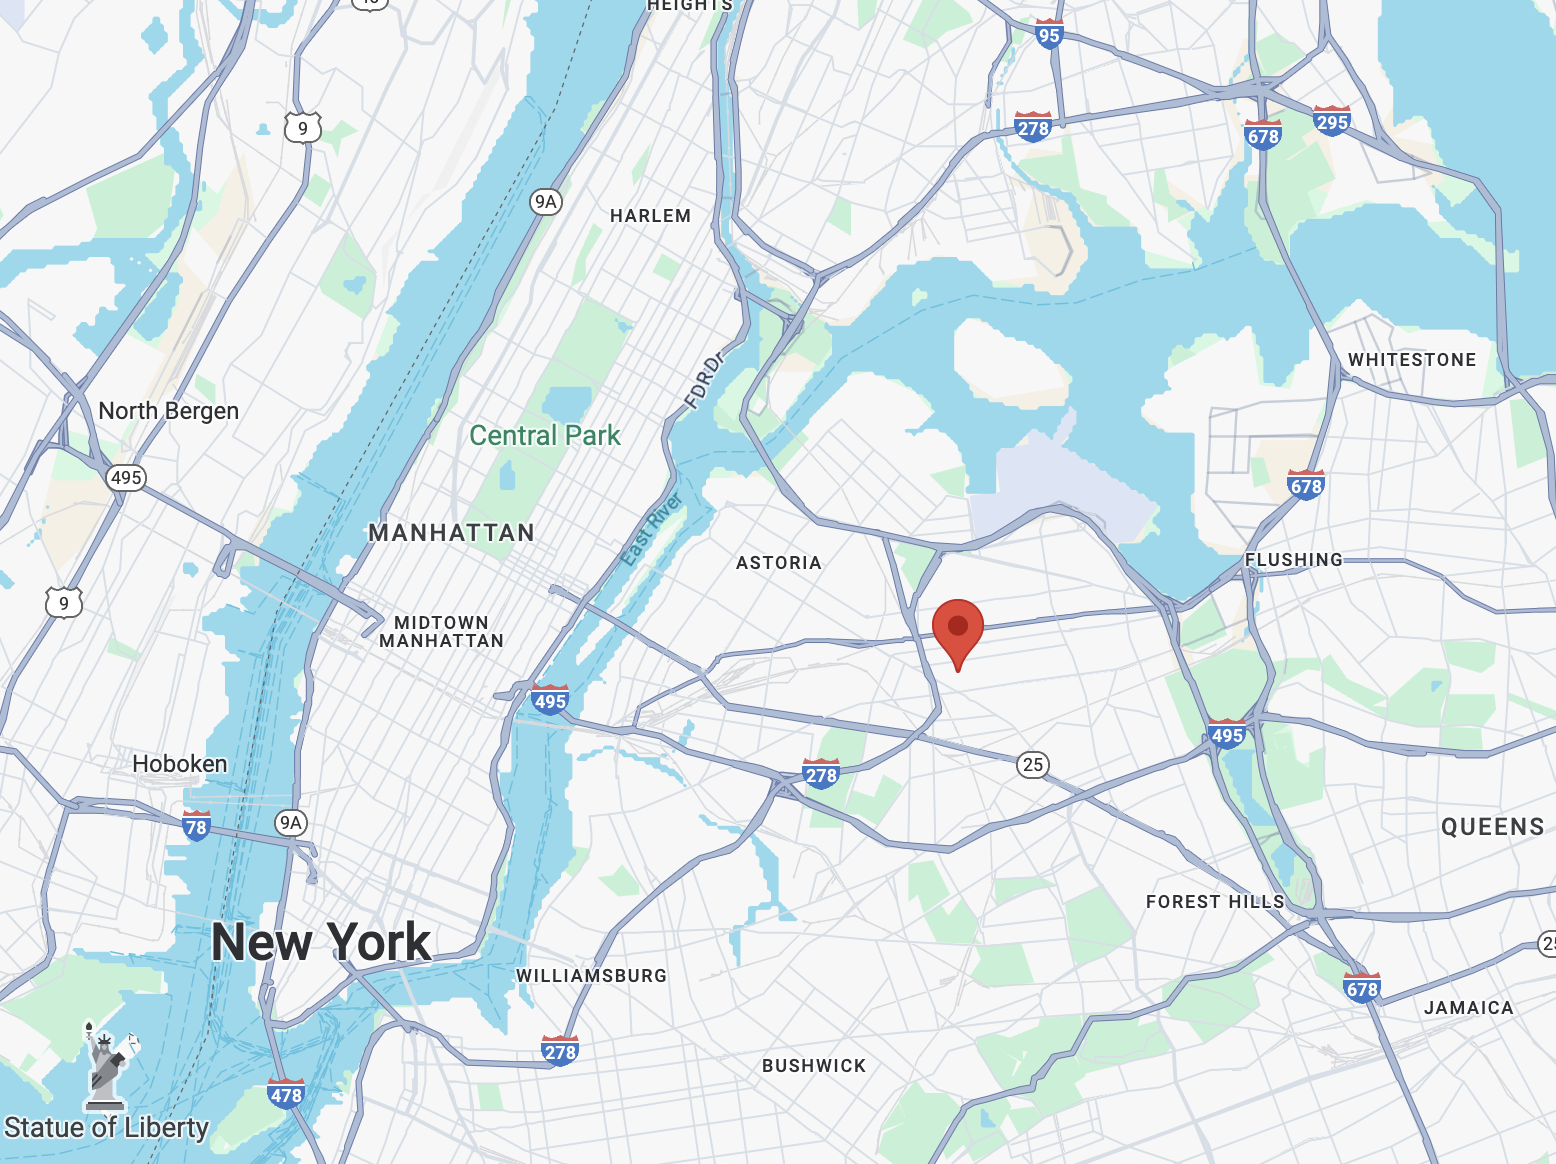 HEIGHTS
95
9
278
678
295
9A
HARLEM
WHITESTONE
FDR Dr
North Bergen
Central Park
495
678
MANHATTAN
East River
ASTORIA
FLUSHING
9
MIDTOWN
MANHATTAN
495
495
Hoboken
25
278
78
9A
QUEENS
FOREST HILLS
New York
WILLIAMSBURG
678
JAMAICA
278
BUSHWICK
478
Statue of Liberty